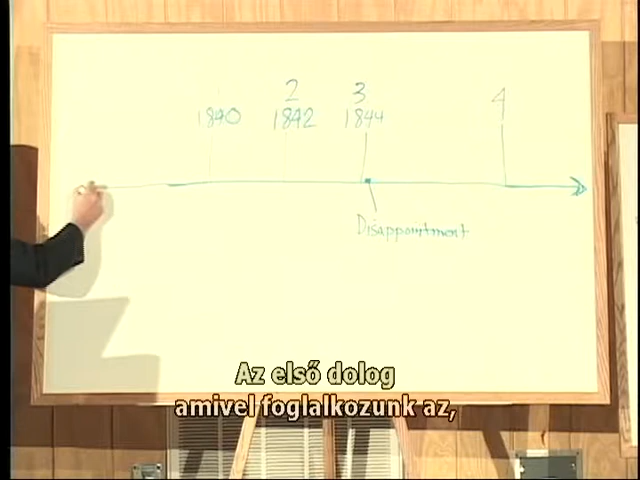 2 3 4
1840 1842 1844
Disappointment
Az első dolog
amivel foglalkozunk az,